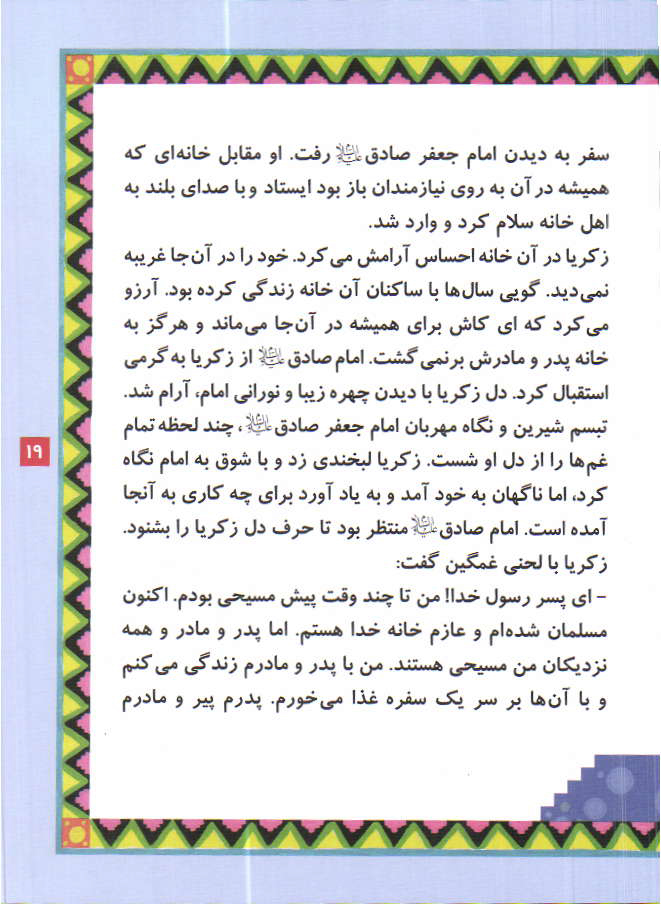 سفر به دیدن امام جعفر صادق علیه‌السلام رفت. او مقابل خانه‌ای که
همیشه در آن به روی نیازمندان باز بود ایستاد و با صدای بلند به
اهل خانه سلام کرد و وارد شد.
زکریا در آن خانه احساس آرامش می‌کرد. خود را در آن‌جا غریبه
نمی‌دید. گویی سال‌ها با ساکنان آن خانه زندگی کرده بود. آرزو
می‌کرد که ای کاش برای همیشه در آن‌جا می‌ماند و هرگز به
خانه پدر و مادرش برنمی‌گشت. امام صادق علیه‌السلام از زکریا به گرمی
استقبال کرد. دل زکریا با دیدن چهره زیبا و نورانی امام، آرام شد.
تبسم شیرین و نگاه مهربان امام جعفر صادق علیه‌السلام، چند لحظه تمام
غم‌ها را از دل او شست. زکریا لبخندی زد و با شوق به امام نگاه
کرد، اما ناگهان به خود آمد و به یاد آورد برای چه کاری به آنجا
آمده است. امام صادق علیه‌السلام منتظر بود تا حرف دل زکریا را بشنود.
زکریا با لحنی غمگین گفت:
– ای پسر رسول خدا! من تا چند وقت پیش مسیحی بودم. اکنون
مسلمان شده‌ام و عازم خانه خدا هستم. اما پدر و مادر و همه
نزدیکان من مسیحی هستند. من با پدر و مادرم زندگی می‌کنم
و با آن‌ها بر سر یک سفره غذا می‌خورم. پدرم پیر و مادرم
۱۹